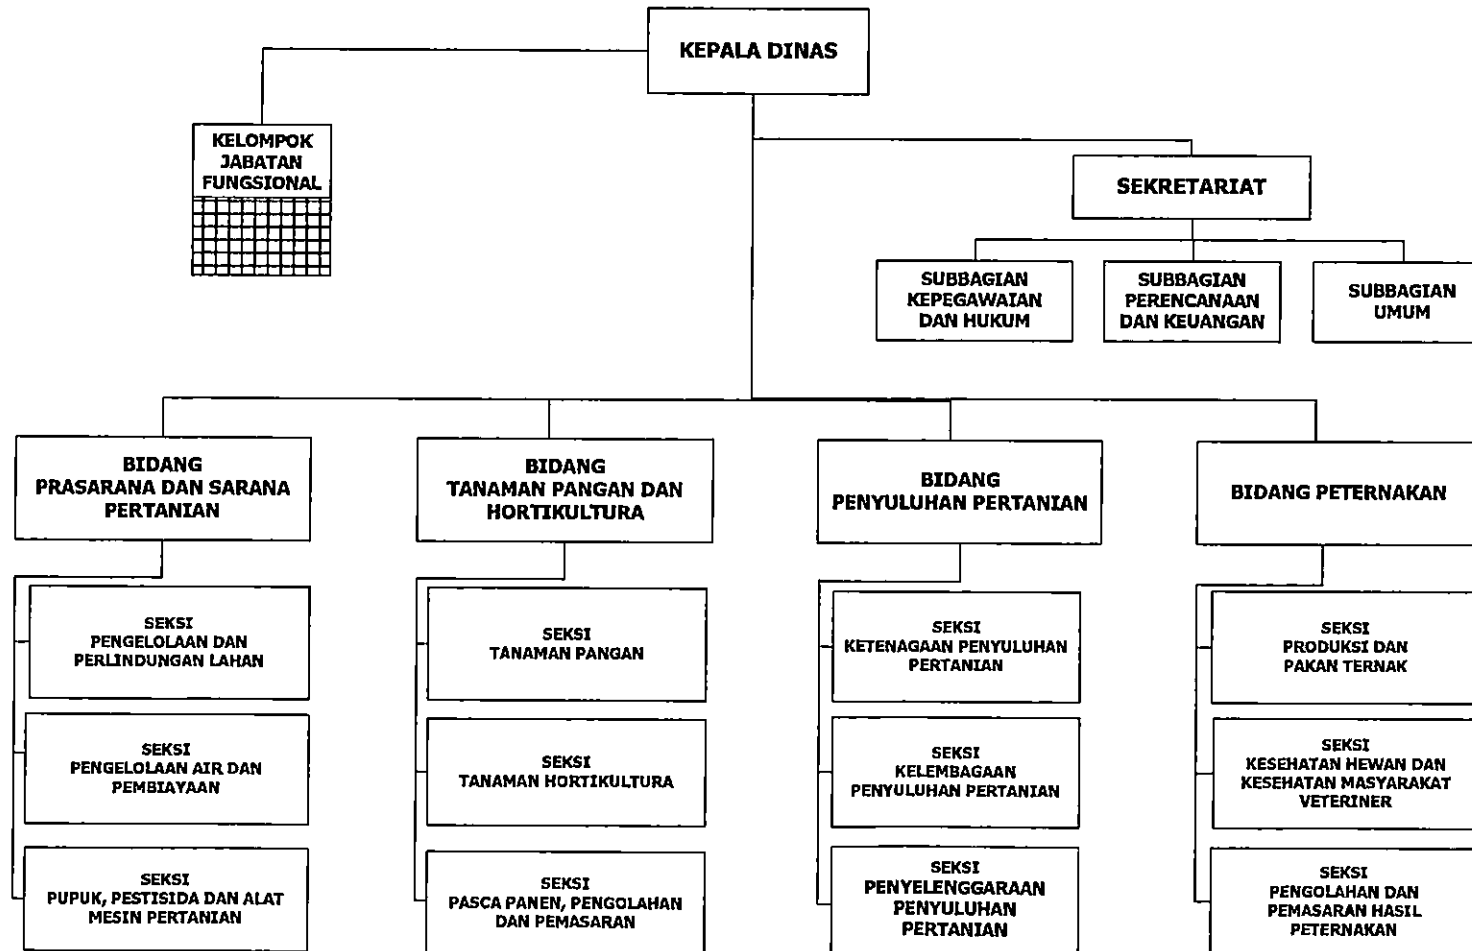 KEPALA DINAS
KELOMPOK
JABATAN
FUNGSIONAL
SEKRETARIAT
SUBBAGIAN
KEPEGAWAIAN
DAN HUKUM
SUBBAGIAN
PERENCANAAN
DAN KEUANGAN
SUBBAGIAN
UMUM
BIDANG
PRASARANA DAN SARANA
PERTANIAN
BIDANG
TANAMAN PANGAN DAN
HORTIKULTURA
BIDANG
PENYULUHAN PERTANIAN
BIDANG PETERNAKAN
SEKSI
PENGELOLAAN DAN
PERLINDUNGAN LAHAN
SEKSI
TANAMAN PANGAN
SEKSI
KETENAGAAN PENYULUHAN
PERTANIAN
SEKSI
PRODUKSI DAN
PAKAN TERNAK
SEKSI
PENGELOLAAN AIR DAN
PEMBIAYAAN
SEKSI
TANAMAN HORTIKULTURA
SEKSI
KELEMBAGAAN
PENYULUHAN PERTANIAN
SEKSI
KESEHATAN HEWAN DAN
KESEHATAN MASYARAKAT
VETERINER
SEKSI
PUPUK, PESTISIDA DAN ALAT
MESIN PERTANIAN
SEKSI
PASCA PANEN, PENGOLAHAN
DAN PEMASARAN
SEKSI
PENYELENGGARAAN
PENYULUHAN
PERTANIAN
SEKSI
PENGOLAHAN DAN
PEMASARAN HASIL
PETERNAKAN